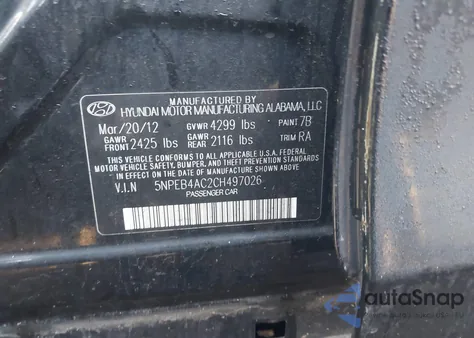 MANUFACTURED BY
HYUNDAI MOTOR MANUFACTURING ALABAMA, LLC
Mar/20/12 GVWR 4299 lbs PAINT 7B
GAWR FRONT 2425 lbs GAWR REAR 2116 lbs TRIM RA
THIS VEHICLE CONFORMS TO ALL APPLICABLE U.S.A. FEDERAL
MOTOR VEHICLE SAFETY, BUMPER, AND THEFT PREVENTION STANDARDS
IN EFFECT ON THE DATE OF MANUFACTURE SHOWN ABOVE.
V.I.N 5NPEB4AC2CH497026
PASSENGER CAR
autoSnap
www.autosnap